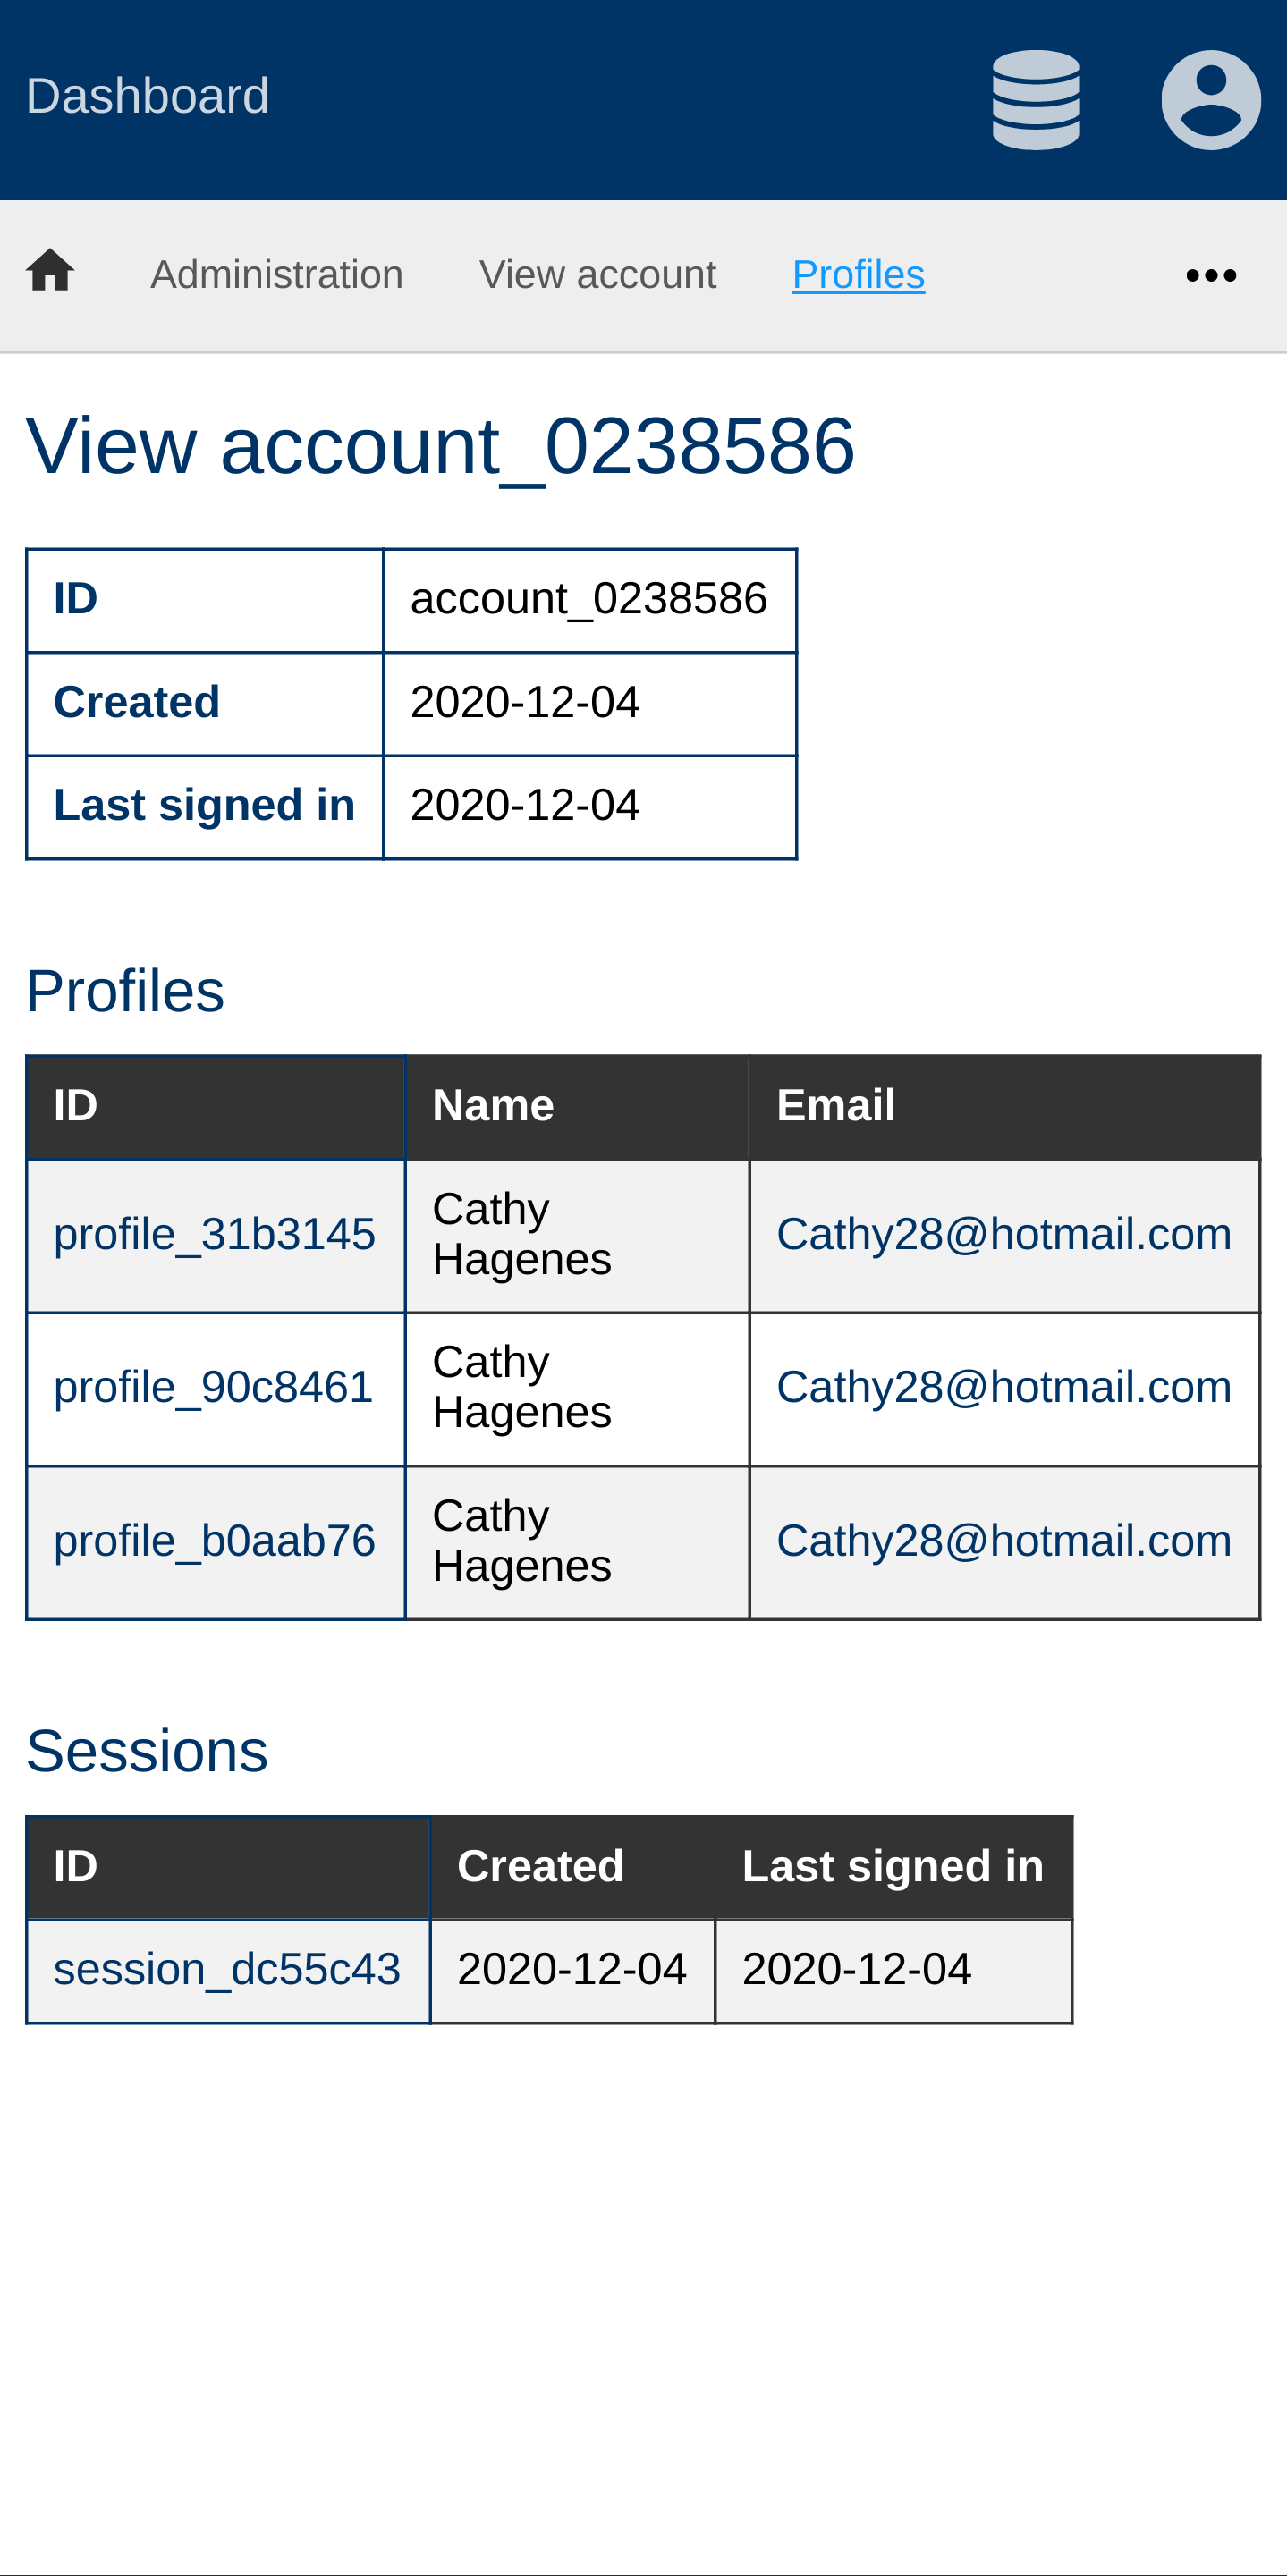 Dashboard
Administration View account Profiles
View account_0238586
ID account_0238586
Created 2020-12-04
Last signed in 2020-12-04
Profiles
ID Name Email
profile_31b3145 Cathy Hagenes Cathy28@hotmail.com
profile_90c8461 Cathy Hagenes Cathy28@hotmail.com
profile_b0aab76 Cathy Hagenes Cathy28@hotmail.com
Sessions
ID Created Last signed in
session_dc55c43 2020-12-04 2020-12-04